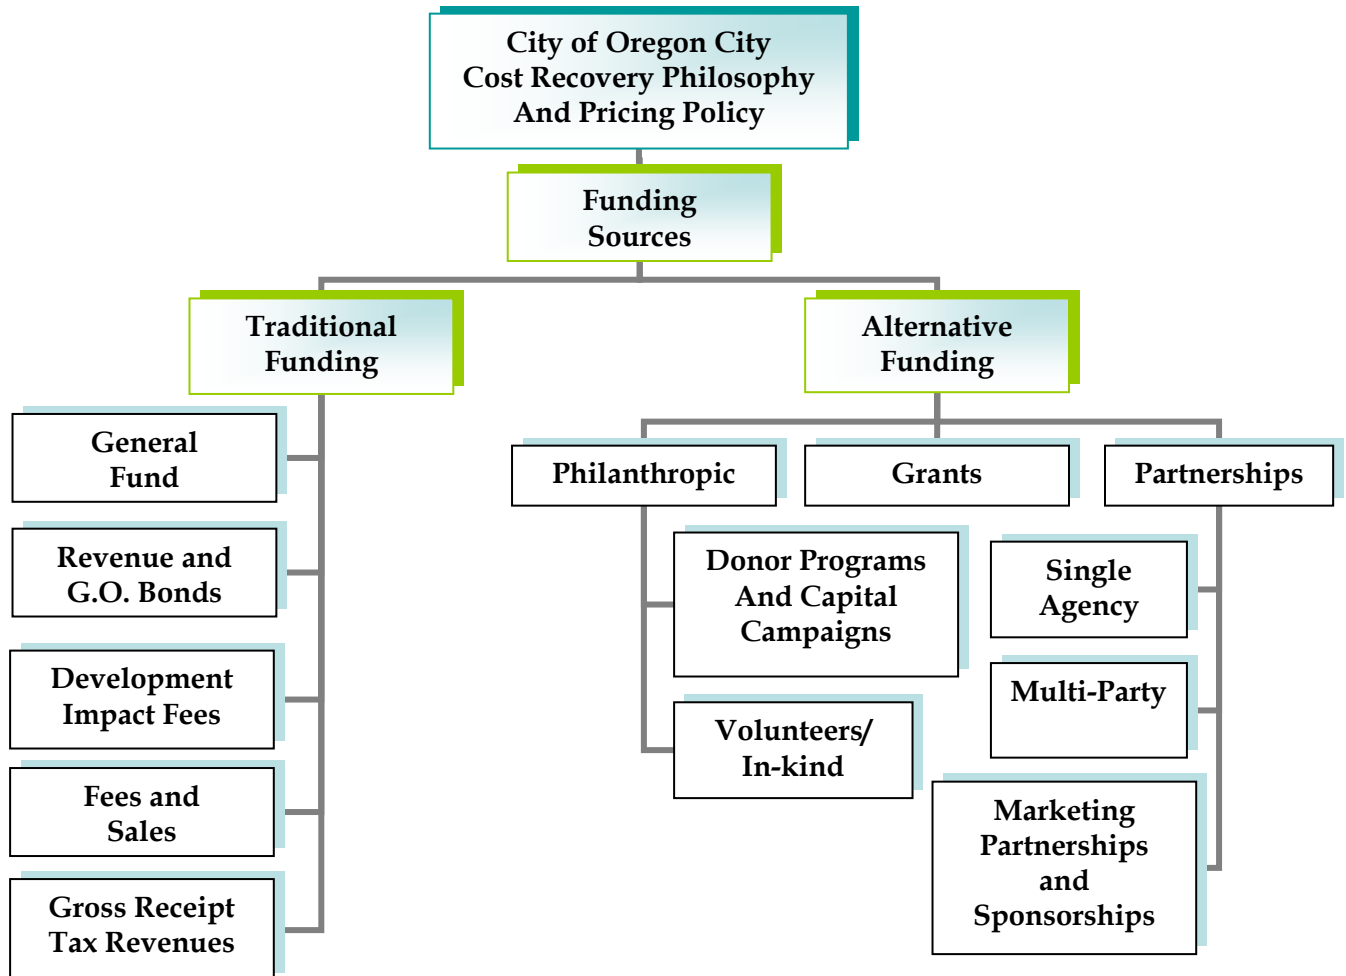 City of Oregon City
Cost Recovery Philosophy
And Pricing Policy
Funding
Sources
Traditional
Funding
Alternative
Funding
General
Fund
Revenue and
G.O. Bonds
Development
Impact Fees
Fees and
Sales
Gross Receipt
Tax Revenues
Philanthropic
Grants
Partnerships
Donor Programs
And Capital
Campaigns
Volunteers/
In-kind
Single
Agency
Multi-Party
Marketing
Partnerships
and
Sponsorships